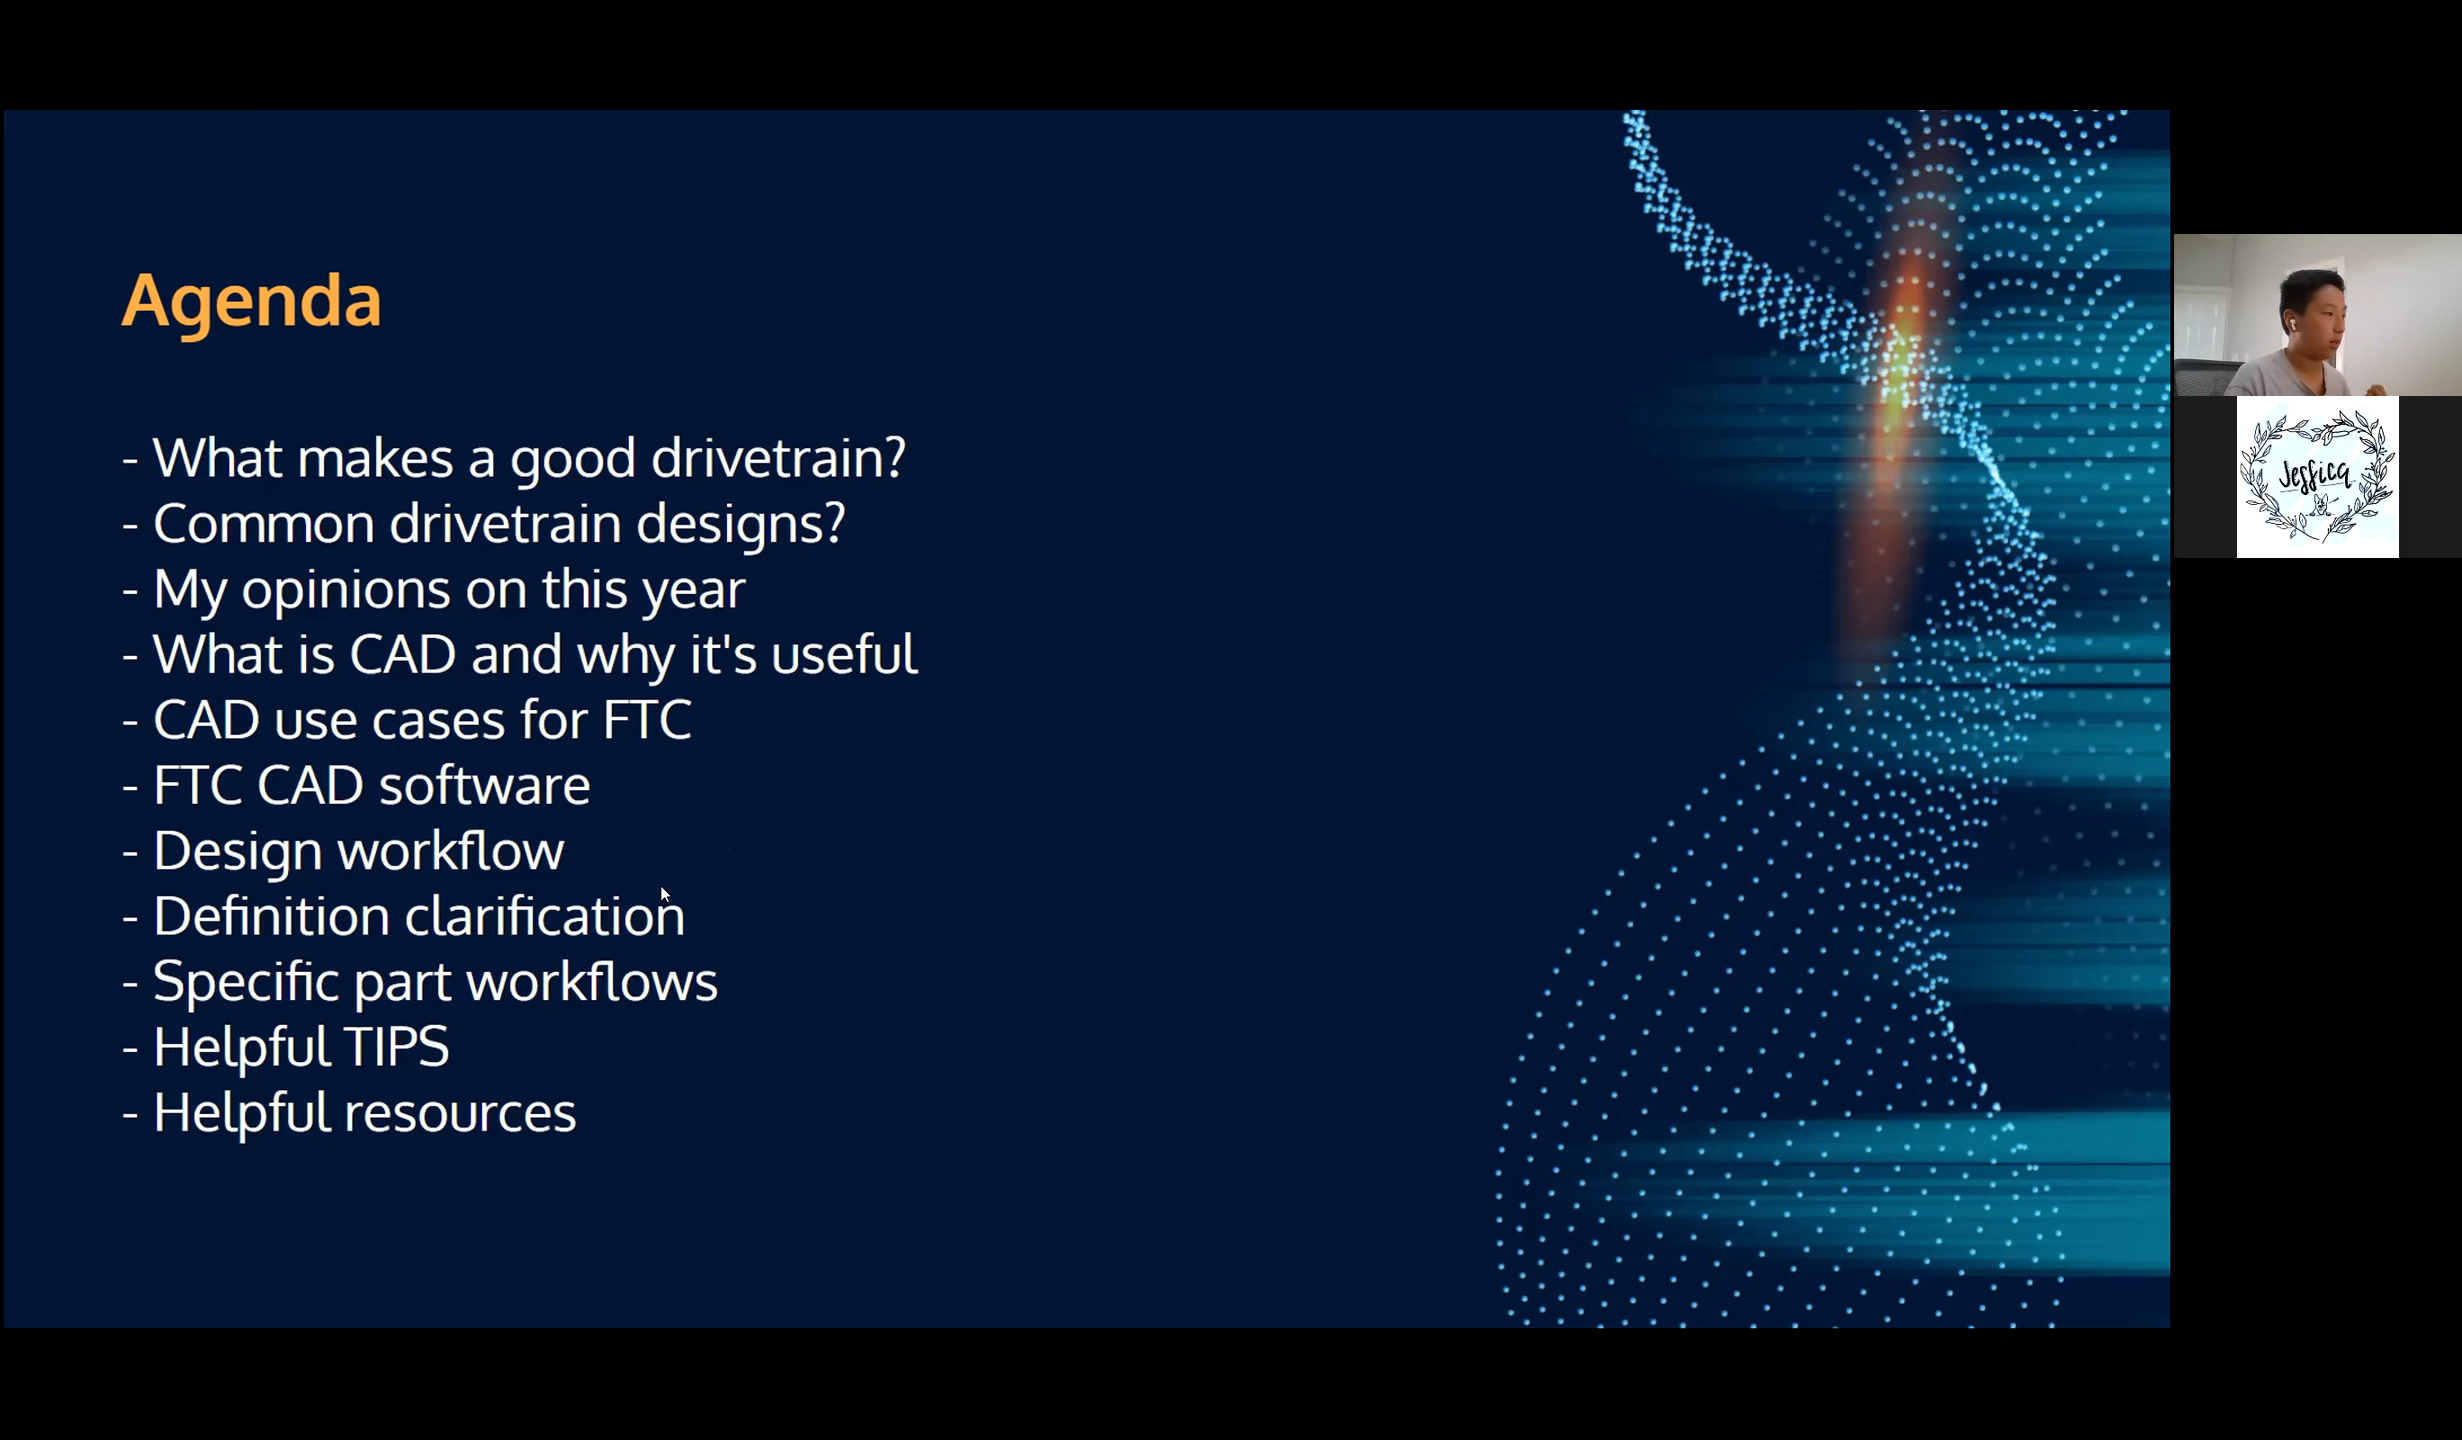 Agenda
- What makes a good drivetrain?
- Common drivetrain designs?
- My opinions on this year
- What is CAD and why it's useful
- CAD use cases for FTC
- FTC CAD software
- Design workflow
- Definition clarification
- Specific part workflows
- Helpful TIPS
- Helpful resources
Jessica